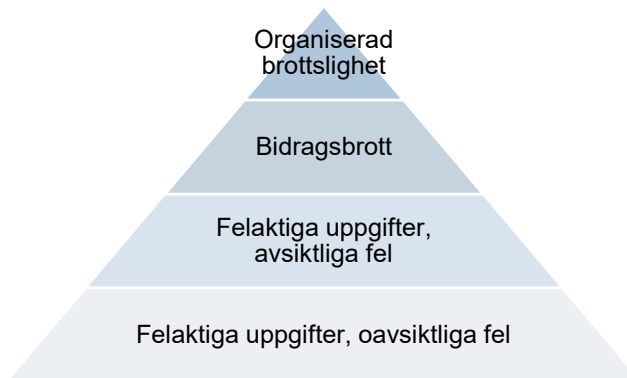 Organiserad
brottslighet
Bidragsbrott
Felaktiga uppgifter,
avsiktliga fel
Felaktiga uppgifter, oavsiktliga fel